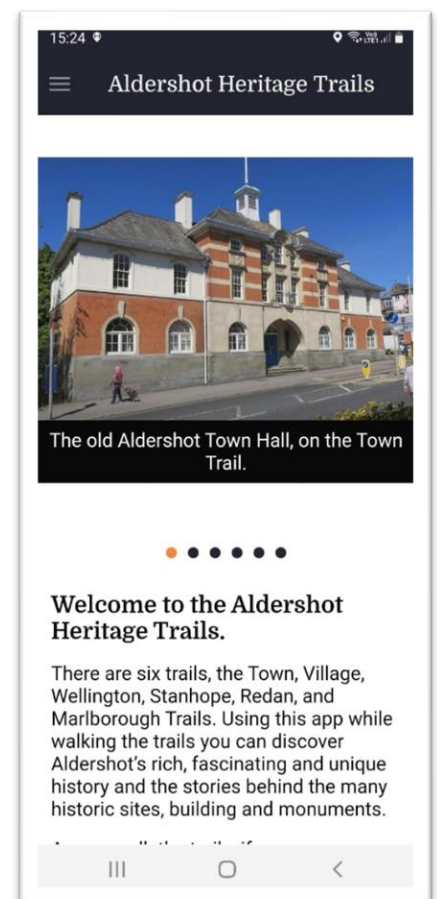 15:24
Aldershot Heritage Trails
The old Aldershot Town Hall, on the Town
Trail.
Welcome to the Aldershot
Heritage Trails.
There are six trails, the Town, Village,
Wellington, Stanhope, Redan, and
Marlborough Trails. Using this app while
walking the trails you can discover
Aldershot's rich, fascinating and unique
history and the stories behind the many
historic sites, building and monuments.